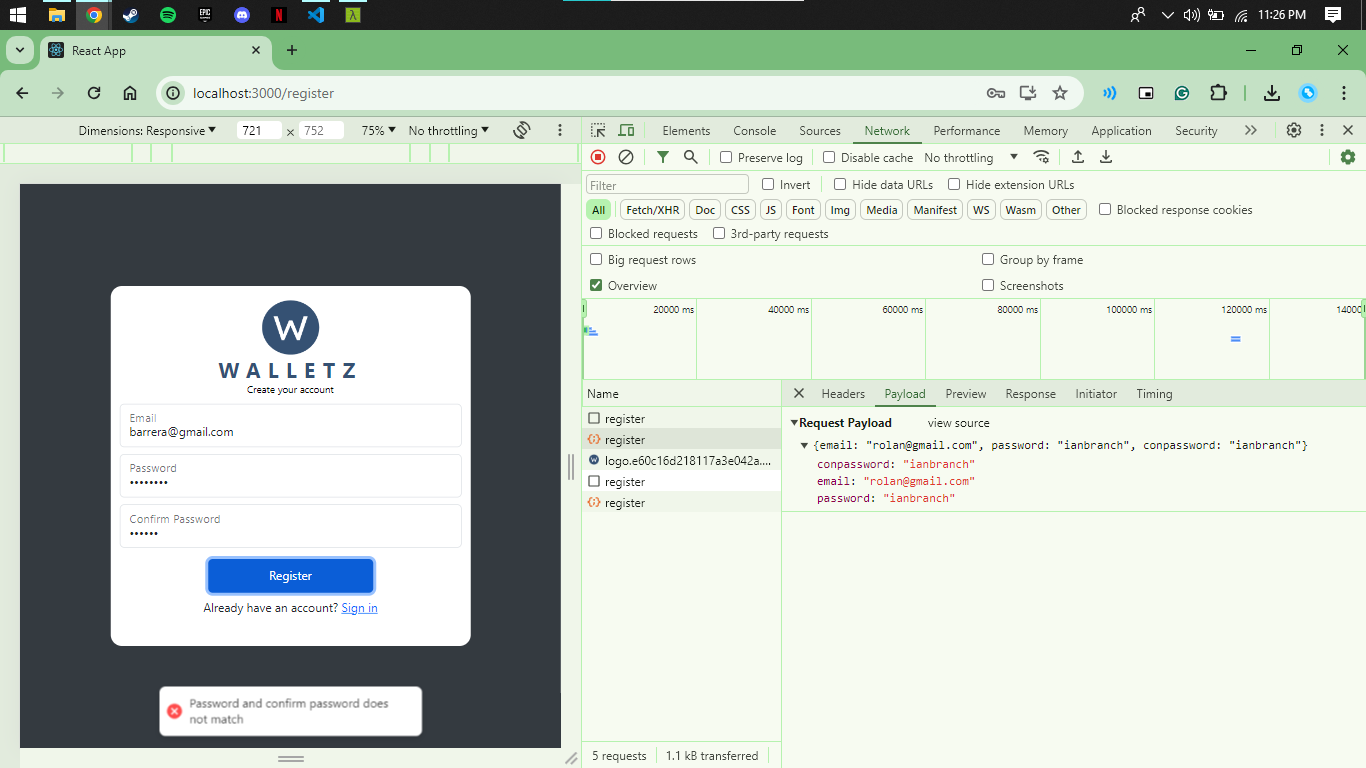 EPIC
GAMES
N
11:26 PM
React App
localhost:3000/register
Dimensions: Responsive
721 × 752
75%
No throttling
Elements
Console
Sources
Network
Performance
Memory
Application
Security
Preserve log
Disable cache
No throttling
Filter
Invert
Hide data URLs
Hide extension URLs
All
Fetch/XHR
Doc
CSS
JS
Font
Img
Media
Manifest
WS
Wasm
Other
Blocked response cookies
Blocked requests
3rd-party requests
Big request rows
Group by frame
Overview
Screenshots
20000 ms
40000 ms
60000 ms
80000 ms
100000 ms
120000 ms
W
WALLETZ
Create your account
Email
barrera@gmail.com
Password
••••••••
Confirm Password
••••••
Register
Already have an account? Sign in
Password and confirm password does
not match
Name
register
register
logo.e60c16d218117a3e042a....
register
register
5 requests
1.1 kB transferred
Headers
Payload
Preview
Response
Initiator
Timing
Request Payload
view source
{email: "rolan@gmail.com", password: "ianbranch", conpassword: "ianbranch"}
conpassword: "ianbranch"
email: "rolan@gmail.com"
password: "ianbranch"